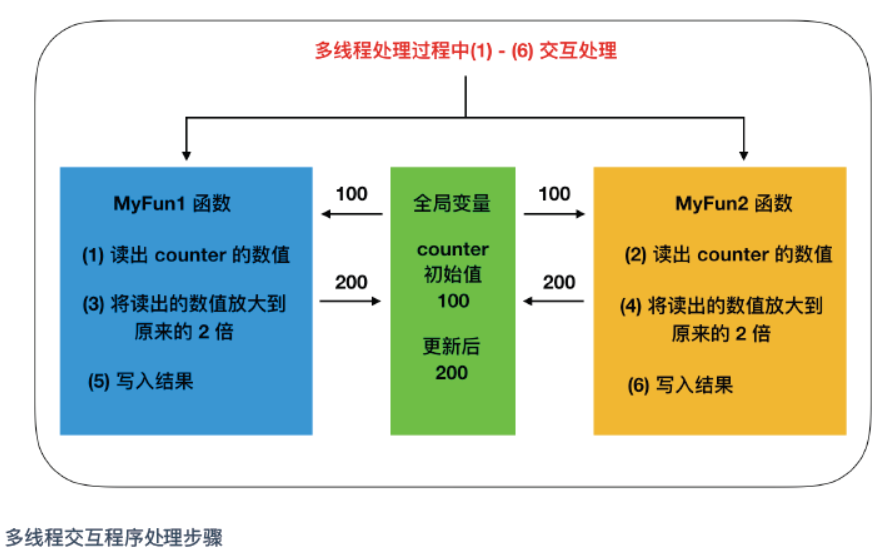 多线程处理过程中(1) - (6) 交互处理
MyFun1 函数
(1) 读出 counter 的数值
(3) 将读出的数值放大到
原来的 2 倍
(5) 写入结果
100
200
全局变量
counter
初始值
100
更新后
200
100
200
MyFun2 函数
(2) 读出 counter 的数值
(4) 将读出的数值放大到
原来的 2 倍
(6) 写入结果
多线程交互程序处理步骤